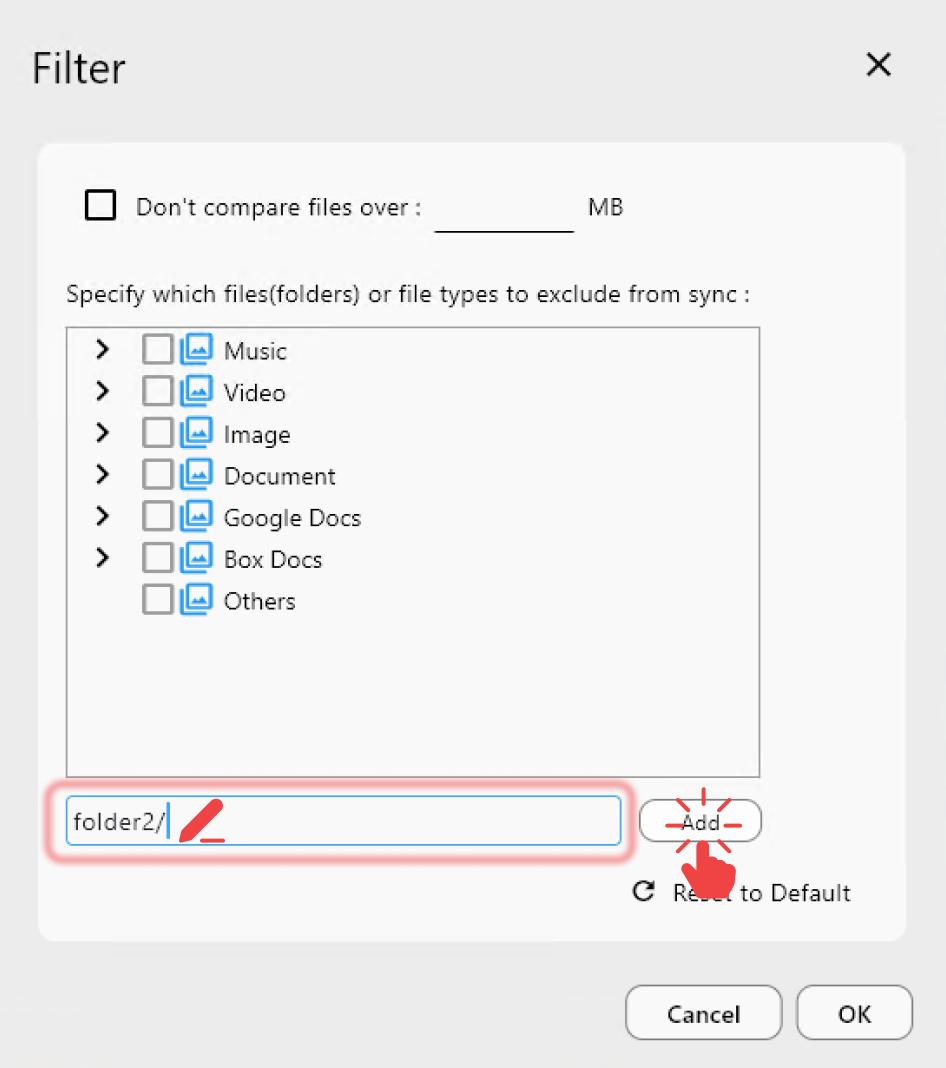 Filter
Don't compare files over : MB
Specify which files(folders) or file types to exclude from sync :
Music
Video
Image
Document
Google Docs
Box Docs
Others
folder2/
Add
Reset to Default
Cancel
OK